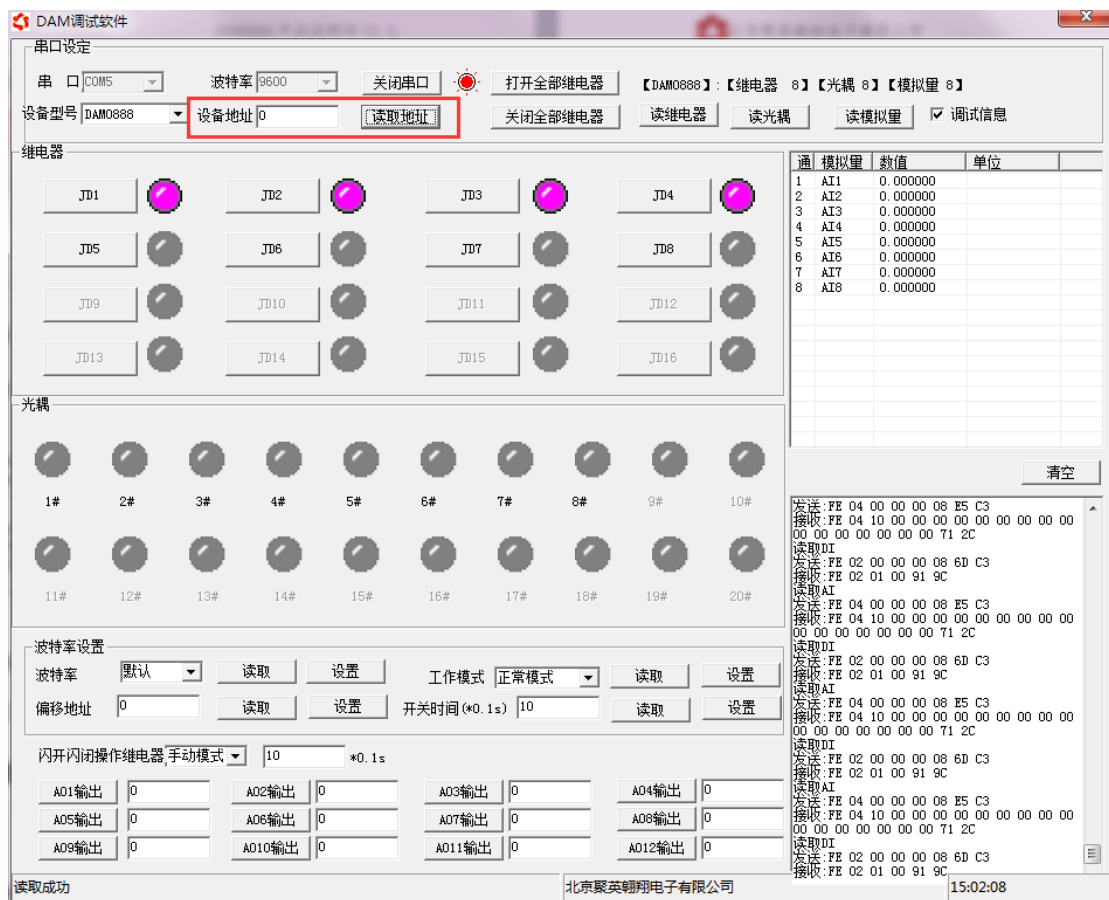 DAM调试软件
串口设定
串 口 COM5 波特率 9600 关闭串口 打开全部继电器 【DAM0888】:【继电器 8】【光耦 8】【模拟量 8】
设备型号 DAM0888 设备地址 0 读取地址 关闭全部继电器 读继电器 读光耦 读模拟量 调试信息
继电器
JD1 JD2 JD3 JD4
JD5 JD6 JD7 JD8
JD9 JD10 JD11 JD12
JD13 JD14 JD15 JD16
通 模拟量 数值 单位
1 AI1 0.000000
2 AI2 0.000000
3 AI3 0.000000
4 AI4 0.000000
5 AI5 0.000000
6 AI6 0.000000
7 AI7 0.000000
8 AI8 0.000000
光耦
1# 2# 3# 4# 5# 6# 7# 8# 9# 10#
11# 12# 13# 14# 15# 16# 17# 18# 19# 20#
清空
发送:FE 04 00 00 00 08 E5 C3
接收:FE 04 10 00 00 00 00 00 00 00 00 00
00 00 00 00 00 00 00 71 2C
读取DI
发送:FE 02 00 00 00 08 6D C3
接收:FE 02 01 00 91 9C
读取AI
发送:FE 04 00 00 00 08 E5 C3
接收:FE 04 10 00 00 00 00 00 00 00 00 00
00 00 00 00 00 00 00 71 2C
读取DI
发送:FE 02 00 00 00 08 6D C3
接收:FE 02 01 00 91 9C
读取AI
发送:FE 04 00 00 00 08 E5 C3
接收:FE 04 10 00 00 00 00 00 00 00 00 00
00 00 00 00 00 00 00 71 2C
读取DI
发送:FE 02 00 00 00 08 6D C3
接收:FE 02 01 00 91 9C
读取AI
发送:FE 04 00 00 00 08 E5 C3
接收:FE 04 10 00 00 00 00 00 00 00 00 00
00 00 00 00 00 00 00 71 2C
读取DI
发送:FE 02 00 00 00 08 6D C3
接收:FE 02 01 00 91 9C
波特率设置
波特率 默认 读取 设置 工作模式 正常模式 读取 设置
偏移地址 0 读取 设置 开关时间(*0.1s) 10 读取 设置
闪开闪闭操作继电器 手动模式 10 *0.1s
AO1输出 0 AO2输出 0 AO3输出 0 AO4输出 0
AO5输出 0 AO6输出 0 AO7输出 0 AO8输出 0
AO9输出 0 AO10输出 0 AO11输出 0 AO12输出 0
读取成功 北京聚英翱翔电子有限公司 15:02:08